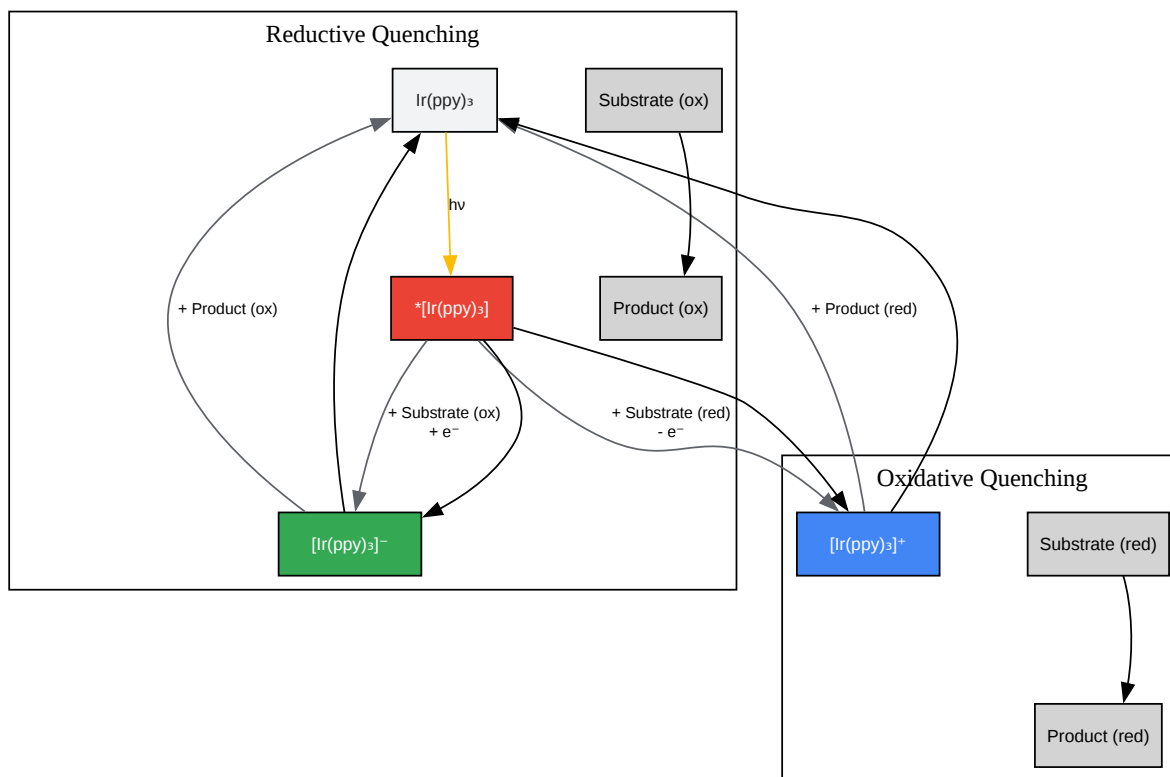 Reductive Quenching
Ir(ppy)₃
Substrate (ox)
hν
*[Ir(ppy)₃]
Product (ox)
+ Product (ox)
+ Product (red)
+ Substrate (ox)
+ e⁻
+ Substrate (red)
- e⁻
Oxidative Quenching
[Ir(ppy)₃]⁻
[Ir(ppy)₃]⁺
Substrate (red)
Product (red)